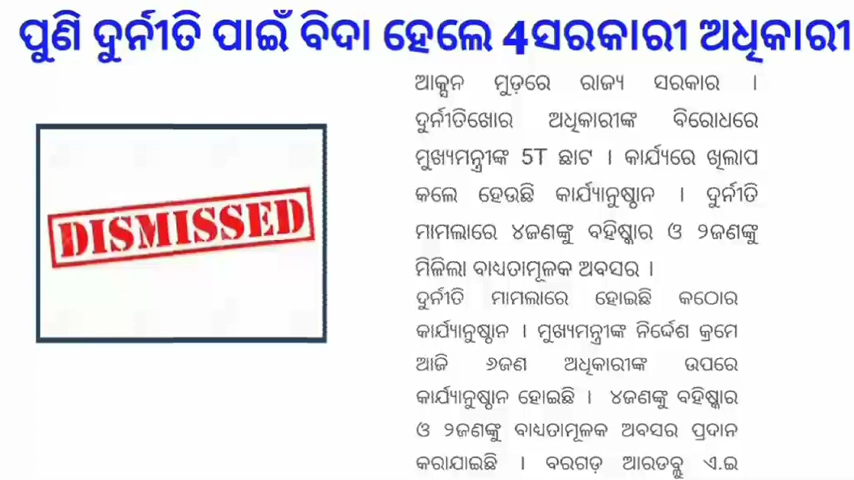 ପୁଣି ଦୁର୍ନୀତି ପାଇଁ ବିଦା ହେଲେ 4ସରକାରୀ ଅଧିକାରୀ
ଆକ୍ସନ ମୁଡ଼ରେ ରାଜ୍ୟ ସରକାର ।
ଦୁର୍ନୀତିଖୋର ଅଧିକାରୀଙ୍କ ବିରୋଧରେ
ମୁଖ୍ୟମନ୍ତ୍ରୀଙ୍କ 5T ଛାଟ । କାର୍ଯ୍ୟରେ ଖିଲାପ
କଲେ ହେଉଛି କାର୍ଯ୍ୟାନୁଷ୍ଠାନ । ଦୁର୍ନୀତି
ମାମଲାରେ ୪ଜଣଙ୍କୁ ବହିଷ୍କାର ଓ ୨ଜଣଙ୍କୁ
ମିଳିଲା ବାଧ୍ୟତାମୂଳକ ଅବସର ।
DISMISSED
ଦୁର୍ନୀତି ମାମଲାରେ ହୋଇଛି କଠୋର
କାର୍ଯ୍ୟାନୁଷ୍ଠାନ । ମୁଖ୍ୟମନ୍ତ୍ରୀଙ୍କ ନିର୍ଦ୍ଦେଶ କ୍ରମେ
ଆଜି ୬ଜଣ ଅଧିକାରୀଙ୍କ ଉପରେ
କାର୍ଯ୍ୟାନୁଷ୍ଠାନ ହୋଇଛି । ୪ଜଣଙ୍କୁ ବହିଷ୍କାର
ଓ ୨ଜଣଙ୍କୁ ବାଧ୍ୟତାମୂଳକ ଅବସର ପ୍ରଦାନ
କରାଯାଇଛି । ବରଗଡ଼ ଆରଡବ୍ଲୁ ଏ.ଇ